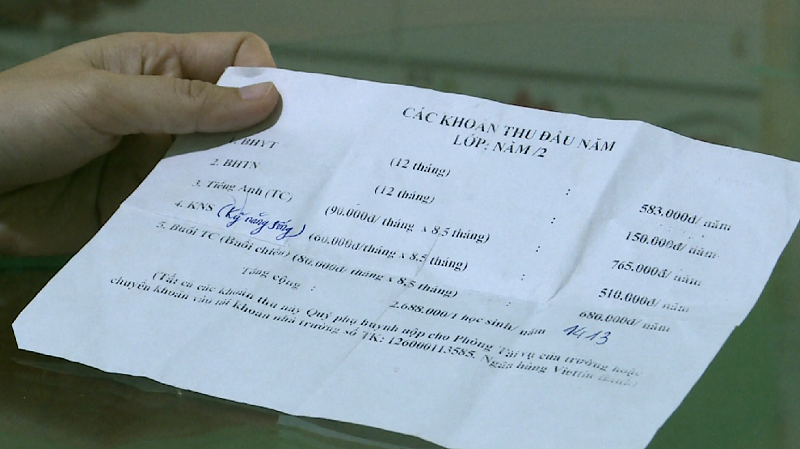 CÁC KHOẢN THU ĐẦU NĂM
LỚP: NĂM /2
1. BHYT (12 tháng) : 583.000đ/ năm
2. BHTN (12 tháng) : 150.000đ/ năm
3. Tiếng Anh (TC) (90.000đ/ tháng x 8,5 tháng) : 765.000đ/ năm
4. KNS (Kỹ năng sống) (60.000đ/tháng x 8,5 tháng) : 510.000đ/ năm
5. Buổi TC (Buổi chiều) (80.000đ/ tháng x 8,5 tháng) : 680.000đ/ năm
Tổng cộng : 2.688.000/1 học sinh/ năm 1413
(Tất cả các khoản thu này Quý phụ huynh nộp cho Phòng Tài vụ của trường hoặc
chuyển khoản vào tài khoản nhà trường số TK: 126000113585. Ngân hàng Viettin Bank)